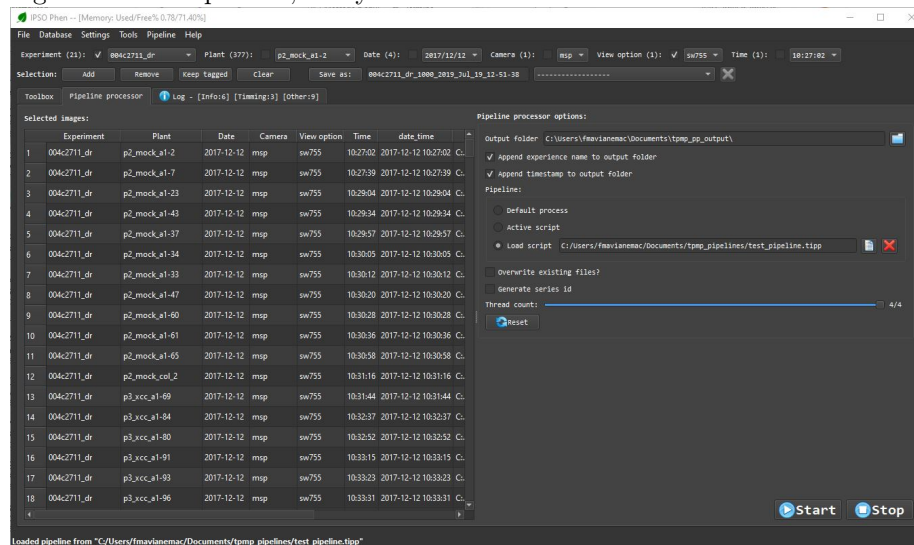 IPSO Phen -- [Memory: Used/Free% 0.78/71.40%]
File Database Settings Tools Pipeline Help
Experiment (21): 004c2711_dr Plant (377): p2_mock_a1-2 Date (4): 2017/12/12 Camera (1): msp View option (1): sw755 Time (1): 10:27:02
Selection: Add Remove Keep tagged Clear Save as: 004c2711_dr_1000_2019_Jul_19_12-51-38 ------------------
Toolbox Pipeline processor Log - [Info:6] [Timming:3] [Other:9]
Selected images:
Experiment Plant Date Camera View option Time date_time
1 004c2711_dr p2_mock_a1-2 2017-12-12 msp sw755 10:27:02 2017-12-12 10:27:02 C:.
2 004c2711_dr p2_mock_a1-7 2017-12-12 msp sw755 10:27:39 2017-12-12 10:27:39 C:.
3 004c2711_dr p2_mock_a1-23 2017-12-12 msp sw755 10:29:04 2017-12-12 10:29:04 C:.
4 004c2711_dr p2_mock_a1-43 2017-12-12 msp sw755 10:29:34 2017-12-12 10:29:34 C:.
5 004c2711_dr p2_mock_a1-37 2017-12-12 msp sw755 10:29:57 2017-12-12 10:29:57 C:.
6 004c2711_dr p2_mock_a1-34 2017-12-12 msp sw755 10:30:05 2017-12-12 10:30:05 C:.
7 004c2711_dr p2_mock_a1-33 2017-12-12 msp sw755 10:30:12 2017-12-12 10:30:12 C:.
8 004c2711_dr p2_mock_a1-47 2017-12-12 msp sw755 10:30:20 2017-12-12 10:30:20 C:.
9 004c2711_dr p2_mock_a1-60 2017-12-12 msp sw755 10:30:28 2017-12-12 10:30:28 C:.
10 004c2711_dr p2_mock_a1-61 2017-12-12 msp sw755 10:30:36 2017-12-12 10:30:36 C:.
11 004c2711_dr p2_mock_a1-65 2017-12-12 msp sw755 10:30:58 2017-12-12 10:30:58 C:.
12 004c2711_dr p2_mock_col_2 2017-12-12 msp sw755 10:31:16 2017-12-12 10:31:16 C:.
13 004c2711_dr p3_xcc_a1-69 2017-12-12 msp sw755 10:31:44 2017-12-12 10:31:44 C:.
14 004c2711_dr p3_xcc_a1-84 2017-12-12 msp sw755 10:32:37 2017-12-12 10:32:37 C:.
15 004c2711_dr p3_xcc_a1-80 2017-12-12 msp sw755 10:32:52 2017-12-12 10:32:52 C:.
16 004c2711_dr p3_xcc_a1-91 2017-12-12 msp sw755 10:33:15 2017-12-12 10:33:15 C:.
17 004c2711_dr p3_xcc_a1-93 2017-12-12 msp sw755 10:33:23 2017-12-12 10:33:23 C:.
18 004c2711_dr p3_xcc_a1-96 2017-12-12 msp sw755 10:33:31 2017-12-12 10:33:31 C:.
Pipeline processor options:
Output folder C:\Users\fmavianemac\Documents\tpmp_pp_output\
Append experience name to output folder
Append timestamp to output folder
Pipeline:
Default process
Active script
Load script C:/Users/fmavianemac/Documents/tpmp_pipelines/test_pipeline.tipp
Overwrite existing files?
Generate series id
Thread count: 4/4
Reset
Start Stop
Loaded pipeline from "C:/Users/fmavianemac/Documents/tpmp_pipelines/test_pipeline.tipp"